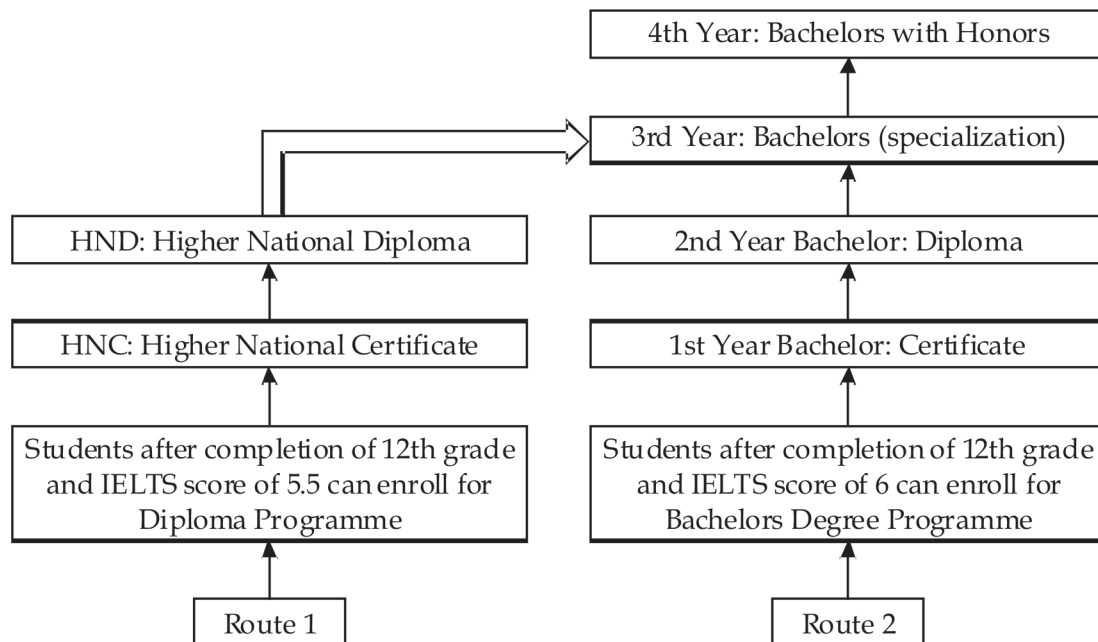 4th Year: Bachelors with Honors
3rd Year: Bachelors (specialization)
HND: Higher National Diploma
2nd Year Bachelor: Diploma
HNC: Higher National Certificate
1st Year Bachelor: Certificate
Students after completion of 12th grade
and IELTS score of 5.5 can enroll for
Diploma Programme
Students after completion of 12th grade
and IELTS score of 6 can enroll for
Bachelors Degree Programme
Route 1
Route 2